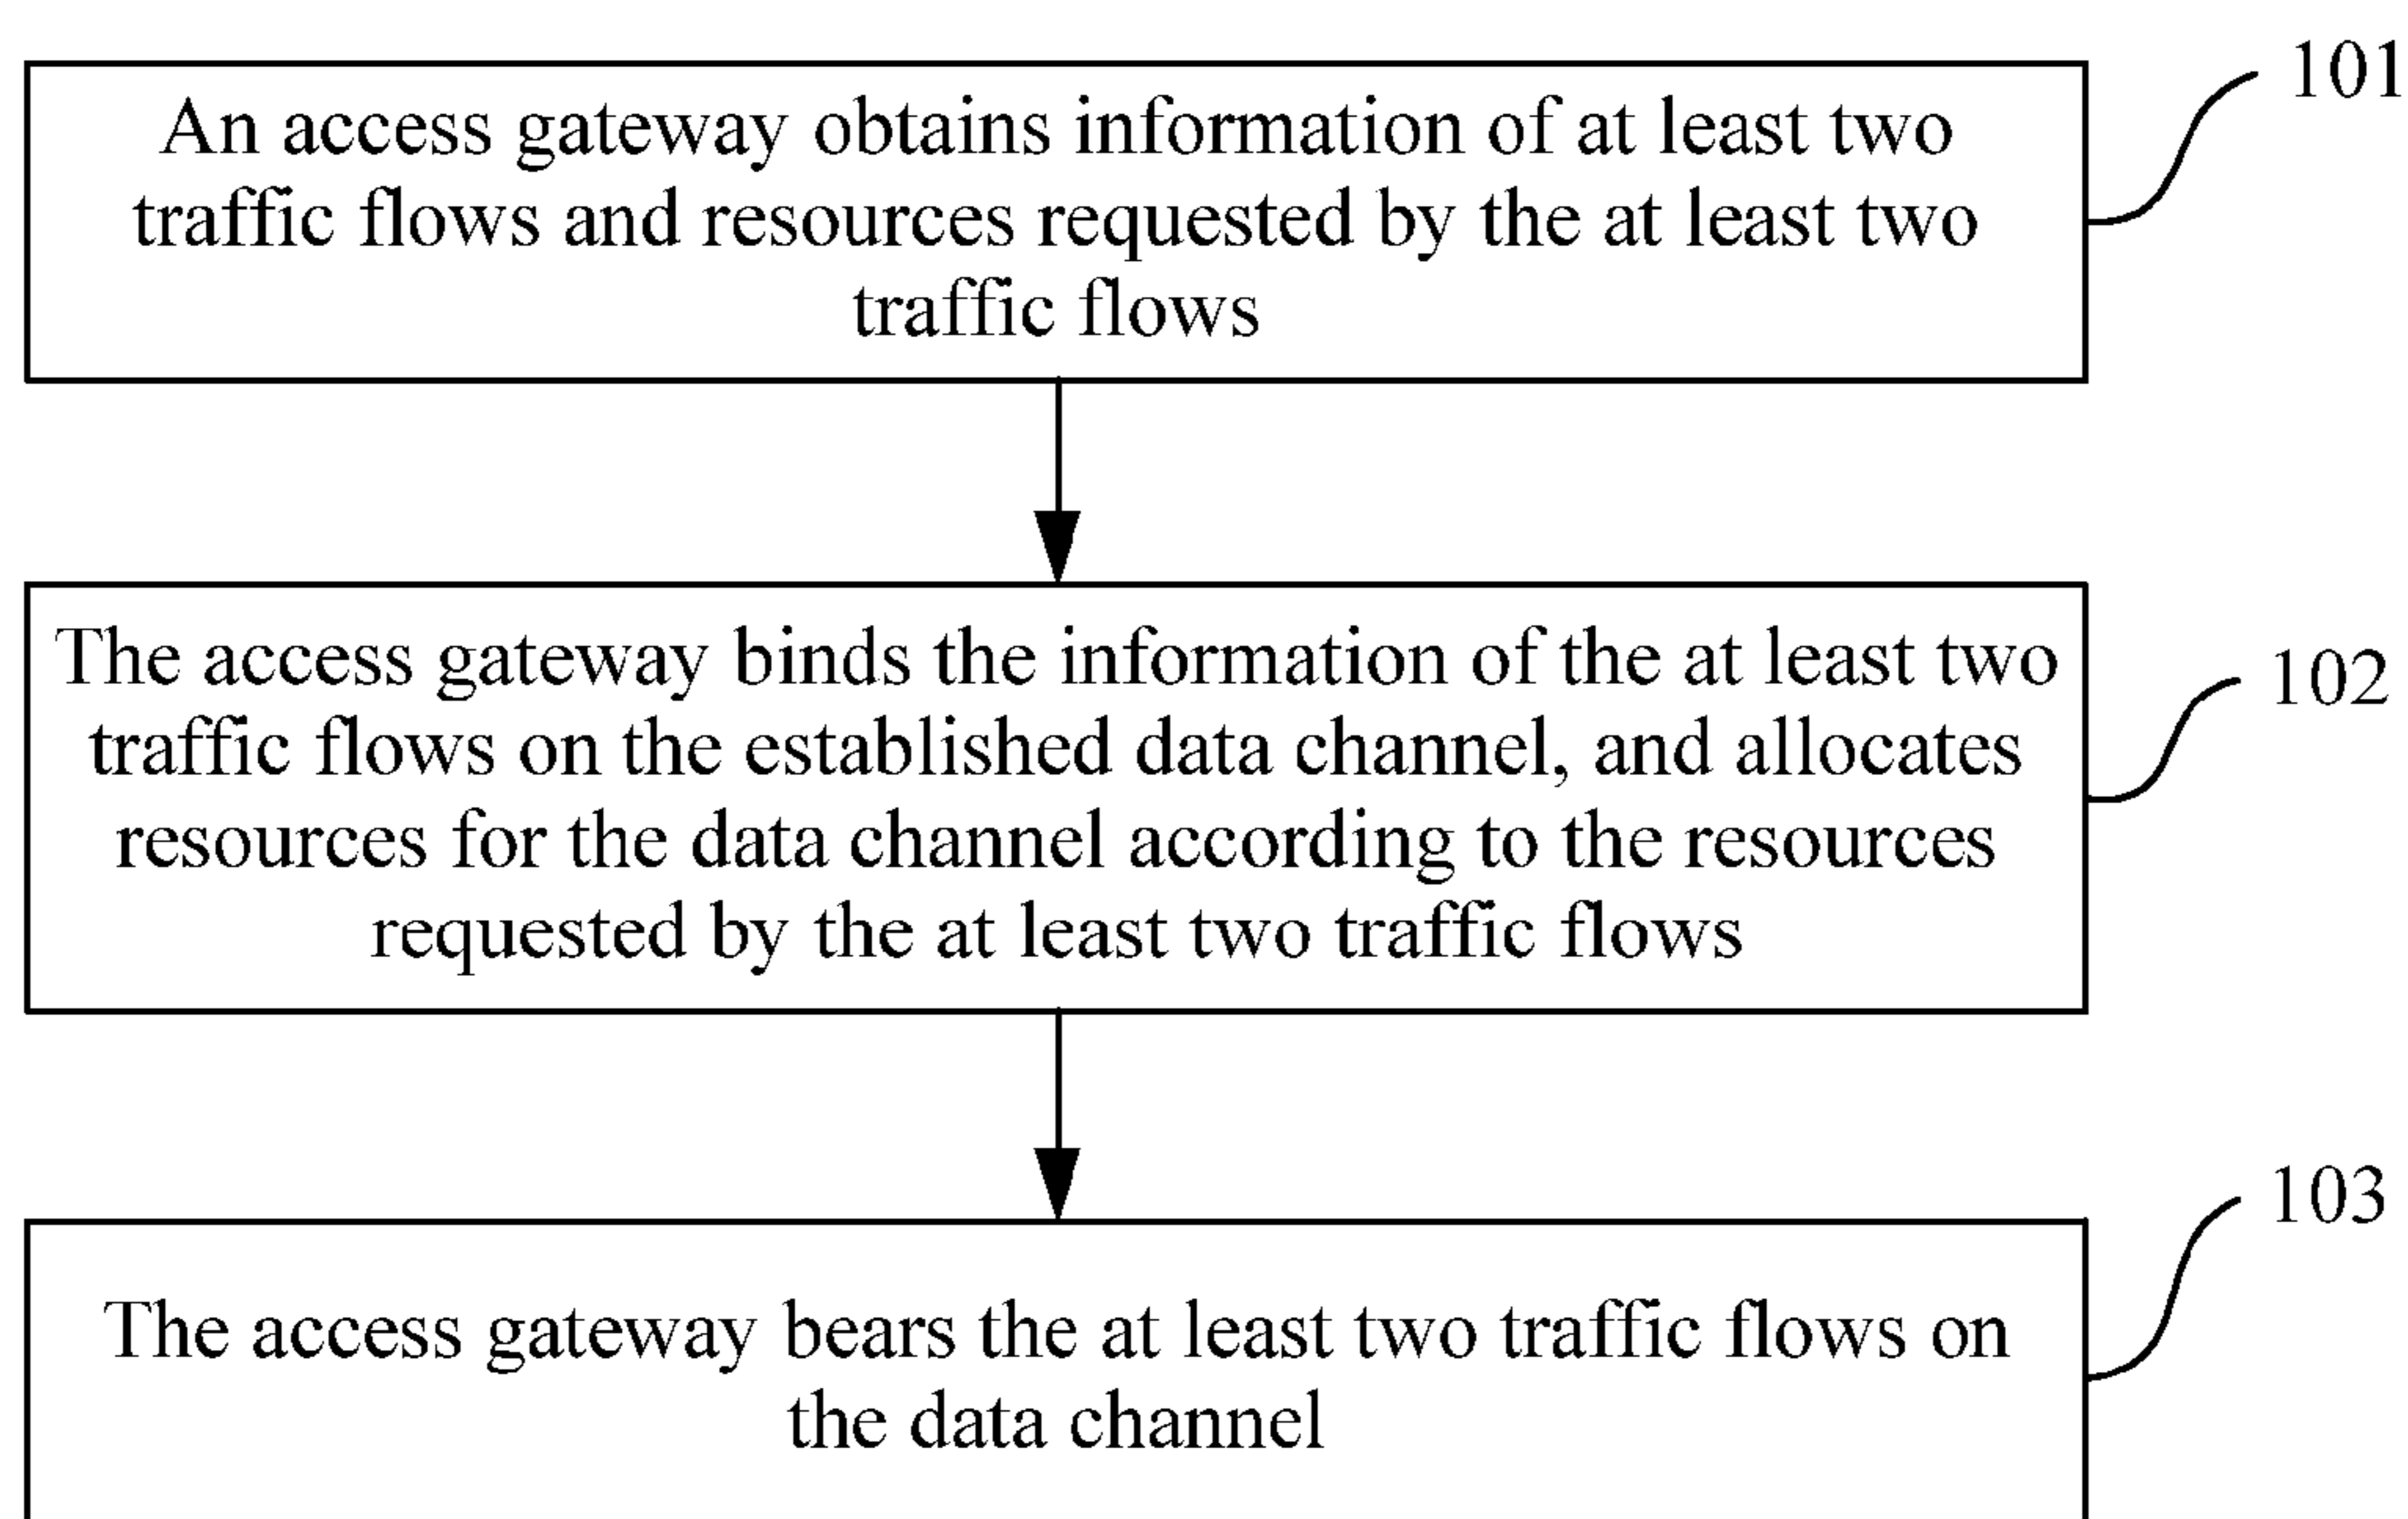 101
An access gateway obtains information of at least two
traffic flows and resources requested by the at least two
traffic flows
102
The access gateway binds the information of the at least two
traffic flows on the established data channel, and allocates
resources for the data channel according to the resources
requested by the at least two traffic flows
103
The access gateway bears the at least two traffic flows on
the data channel